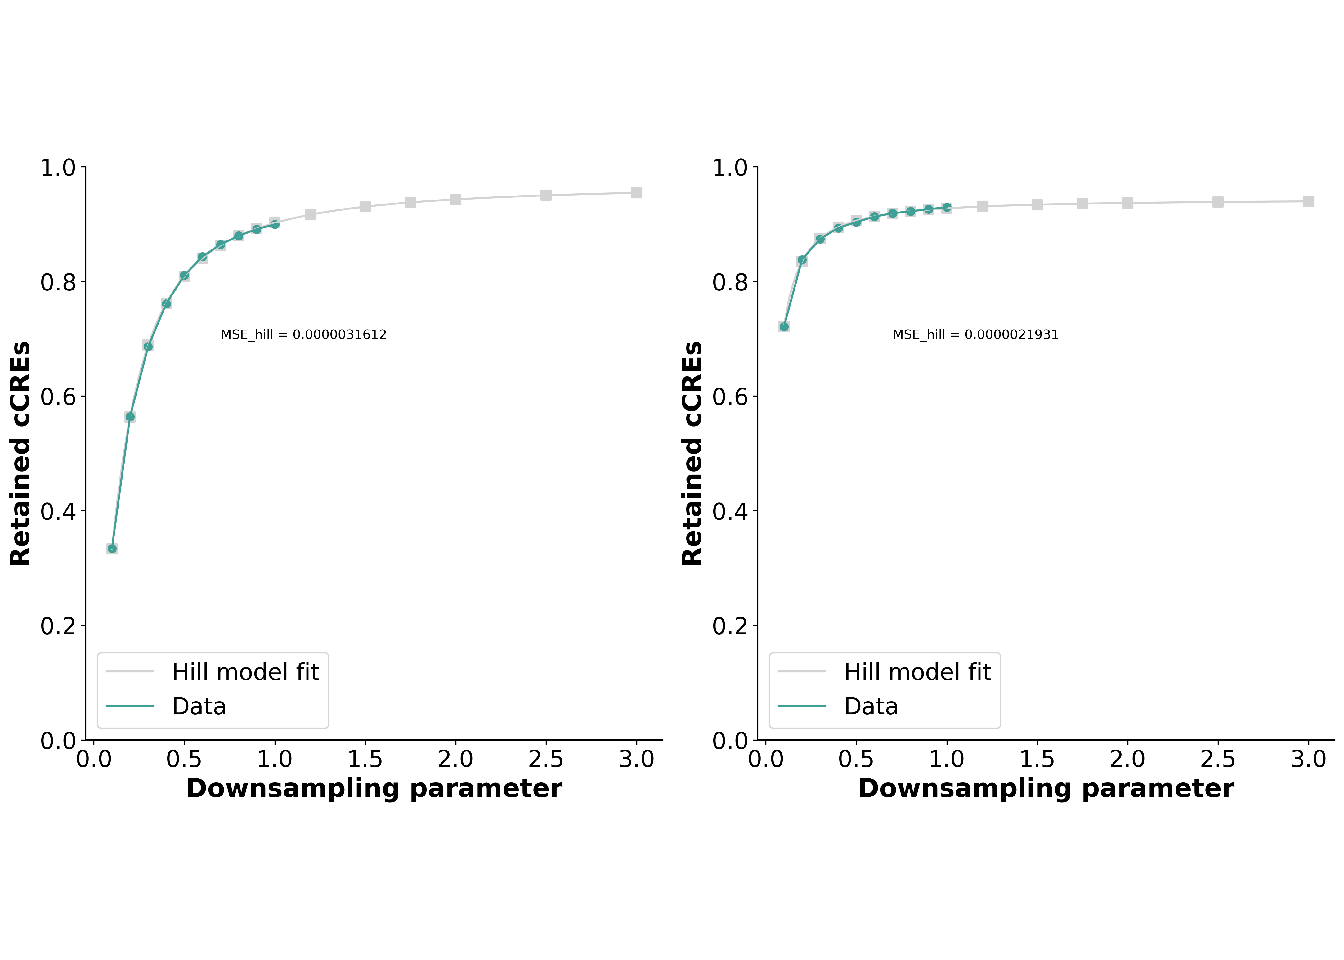 1.0
0.8
0.6
0.4
0.2
0.0
Retained cCREs
MSE_hill = 0.0000031612
Hill model fit
Data
0.0 0.5 1.0 1.5 2.0 2.5 3.0
Downsampling parameter
1.0
0.8
0.6
0.4
0.2
0.0
Retained cCREs
MSE_hill = 0.0000021931
Hill model fit
Data
0.0 0.5 1.0 1.5 2.0 2.5 3.0
Downsampling parameter